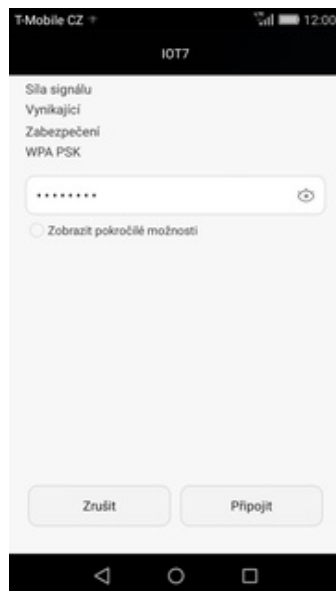 T-Mobile CZ 12:00
IOT7
Síla signálu
Vynikající
Zabezpečení
WPA PSK
••••••••
Zobrazit pokročilé možnosti
Zrušit Připojit